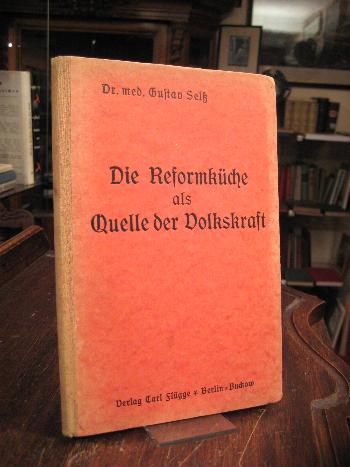 Dr. med. Gustav Selß
Die Reformküche
als
Quelle der Volkskraft
Verlag Carl Flügge * Berlin-Buckow